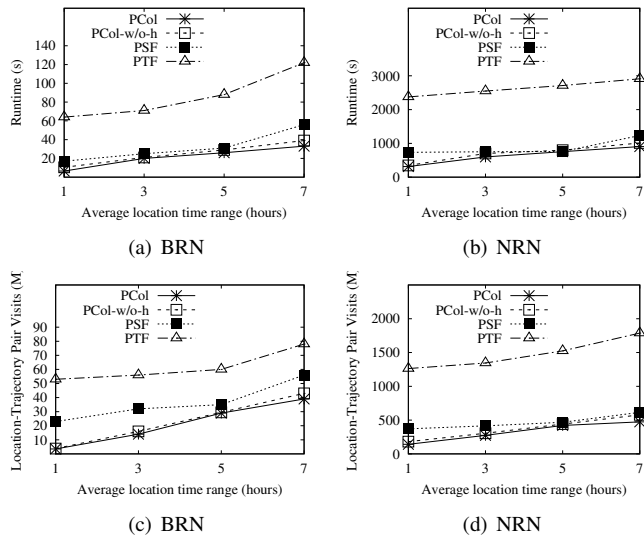 PCol
PCol-w/o-h
PSF
PTF
Runtime (s)
140
120
100
80
60
40
20
1 3 5 7
Average location time range (hours)
(a) BRN
PCol
PCol-w/o-h
PSF
PTF
Runtime (s)
3000
2000
1000
0
1 3 5 7
Average location time range (hours)
(b) NRN
PCol
PCol-w/o-h
PSF
PTF
Location-Trajectory Pair Visits (M
90
80
70
60
50
40
30
20
10
1 3 5 7
Average location time range (hours)
(c) BRN
PCol
PCol-w/o-h
PSF
PTF
Location-Trajectory Pair Visits (M
2000
1500
1000
500
0
1 3 5 7
Average location time range (hours)
(d) NRN